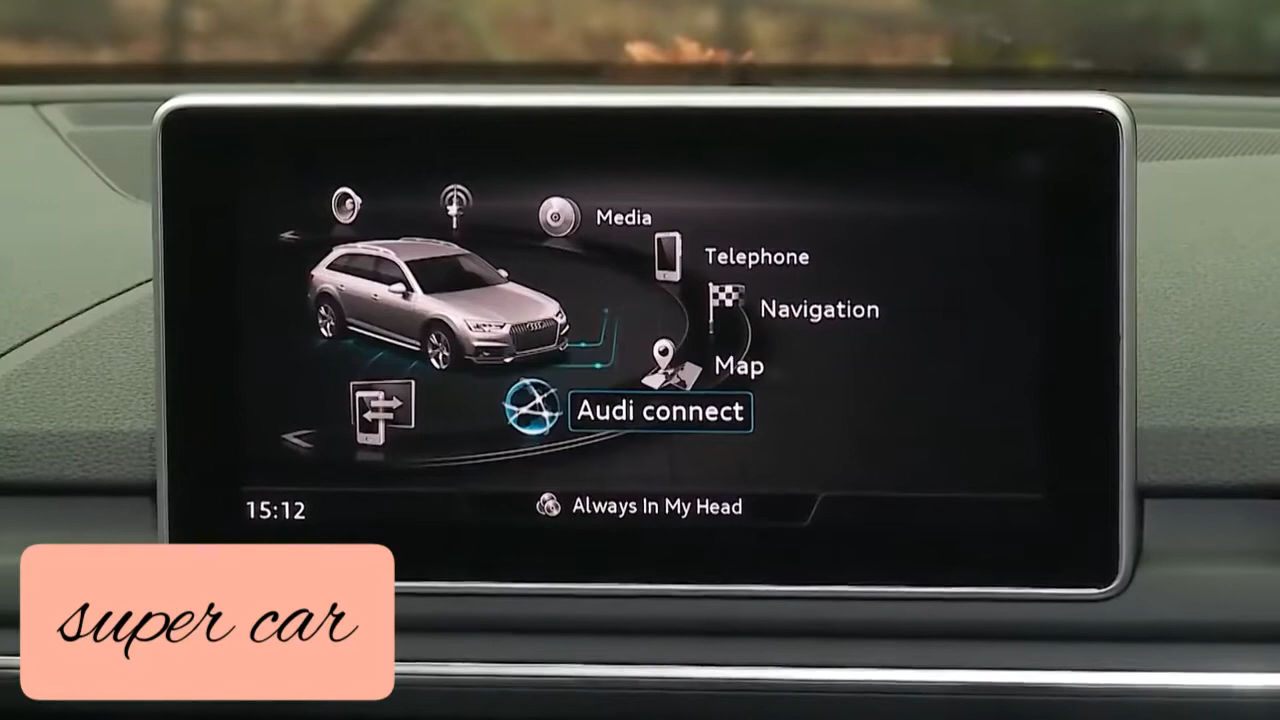 Media
Telephone
Navigation
Map
Audi connect
15:12
Always In My Head
super car